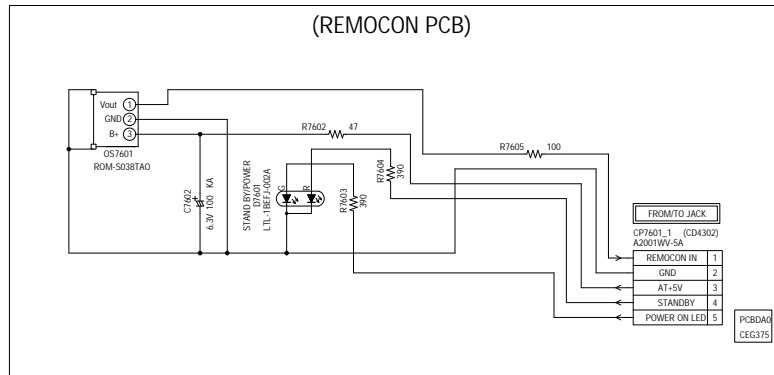 (REMOCON PCB)
Vout 1
GND 2
B+ 3
OS7601
ROM-S038TAO
C7602
6.3V 100 KA
STAND BY/POWER
D7601
LTL-1BEFJ-002A
G
R
R7602 47
R7603
390
R7604
390
R7605 100
FROM/TO JACK
CP7601_1 (CD4302)
A2001WV-5A
REMOCON IN 1
GND 2
AT+5V 3
STANDBY 4
POWER ON LED 5
PCBDA0
CEG375